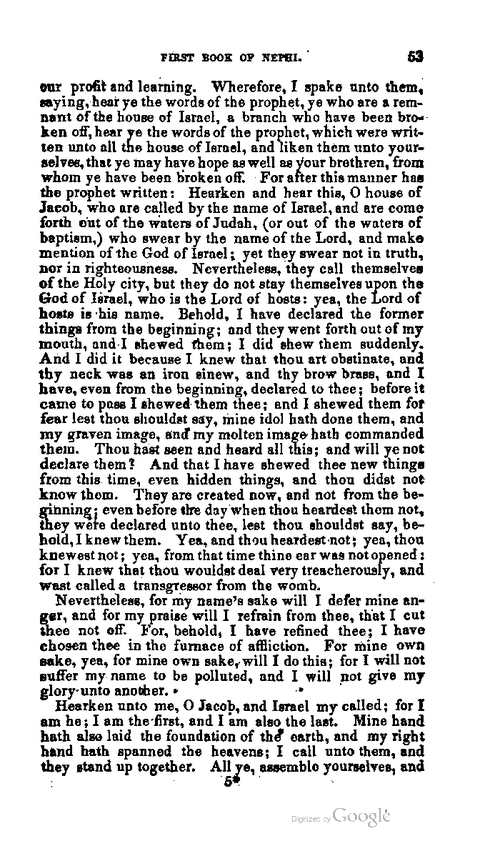 FIRST BOOK OF NEPHI. 53
our profit and learning. Wherefore, I spake unto them,
saying, hear ye the words of the prophet, ye who are a rem-
nant of the house of Israel, a branch who have been bro-
ken off, hear ye the words of the prophet, which were writ-
ten unto all the house of Israel, and liken them unto your-
selves, that ye may have hope as well as your brethren, from
whom ye have been broken off. For after this manner has
the prophet written: Hearken and hear this, O house of
Jacob, who are called by the name of Israel, and are come
forth out of the waters of Judah, (or out of the waters of
baptism,) who swear by the name of the Lord, and make
mention of the God of Israel; yet they swear not in truth,
nor in righteousness. Nevertheless, they call themselves
of the Holy city, but they do not stay themselves upon the
God of Israel, who is the Lord of hosts: yea, the Lord of
hosts is his name. Behold, I have declared the former
things from the beginning; and they went forth out of my
mouth, and I shewed them; I did shew them suddenly.
And I did it because I knew that thou art obstinate, and
thy neck was an iron sinew, and thy brow brass, and I
have, even from the beginning, declared to thee; before it
came to pass I shewed them thee; and I shewed them for
fear lest thou shouldst say, mine idol hath done them, and
my graven image, and my molten image hath commanded
them. Thou hast seen and heard all this; and will ye not
declare them? And that I have shewed thee new things
from this time, even hidden things, and thou didst not
know them. They are created now, and not from the be-
ginning; even before the day when thou heardest them not,
they were declared unto thee, lest thou shouldst say, be-
hold, I knew them. Yea, and thou heardest not; yea, thou
knewest not; yea, from that time thine ear was not opened:
for I knew that thou wouldst deal very treacherously, and
wast called a transgressor from the womb.
Nevertheless, for my name's sake will I defer mine an-
ger, and for my praise will I refrain from thee, that I cut
thee not off. For, behold, I have refined thee; I have
chosen thee in the furnace of affliction. For mine own
sake, yea, for mine own sake, will I do this; for I will not
suffer my name to be polluted, and I will not give my
glory unto another.
Hearken unto me, O Jacob, and Israel my called; for I
am he; I am the first, and I am also the last. Mine hand
hath also laid the foundation of the earth, and my right
hand hath spanned the heavens; I call unto them, and
they stand up together. All ye, assemble yourselves, and
5*
Digitized by Google